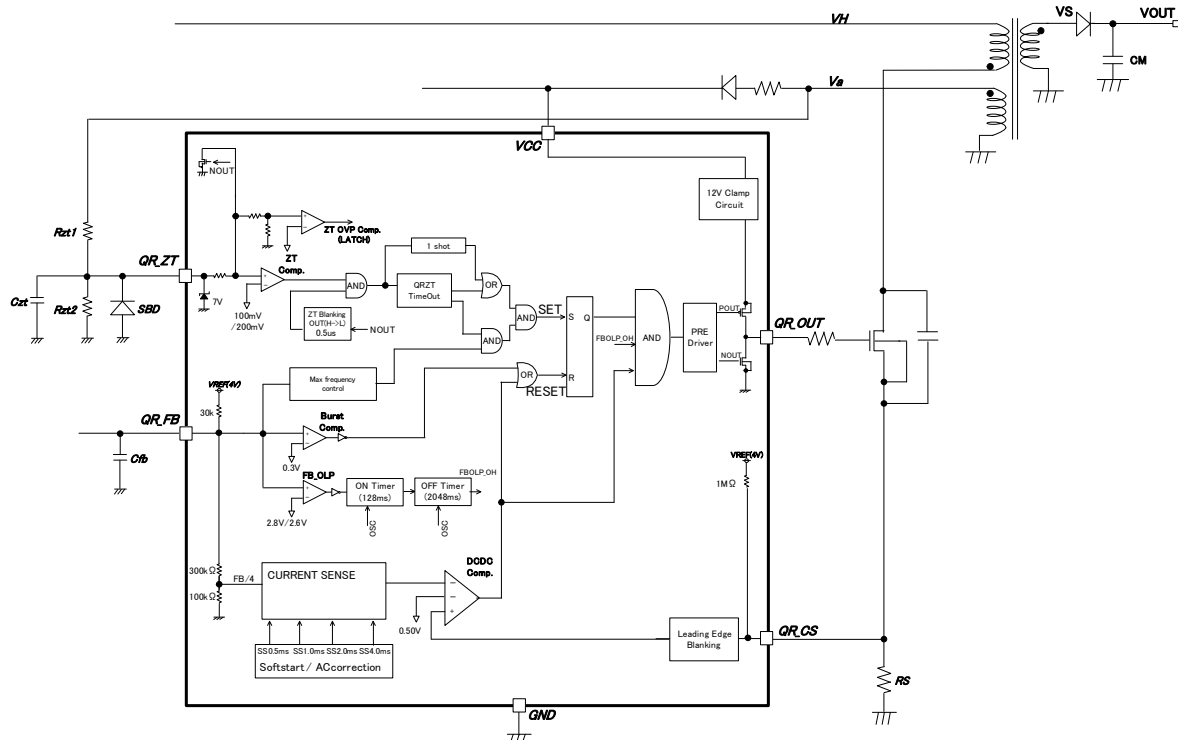 VH
VS
VOUT
CM
Va
VCC
NOUT
12V Clamp
Circuit
ZT OVP Comp.
(LATCH)
Rzt1
1 shot
QR_ZT
ZT
Comp.
AND
QRZT
TimeOut
OR
Czt
Rzt2
SBD
7V
100mV
/200mV
ZT Blanking
OUT(H->L)
0.5us
NOUT
AND
SET
S
Q
AND
PRE
Driver
POUT
NOUT
QR_OUT
FBOLP_OH
AND
Max frequency
control
OR
R
RESET
VREF(4V)
30k
QR_FB
Burst
Comp.
Cfb
0.3V
FB_OLP
FBOLP_OH
ON Timer
(128ms)
OFF Timer
(2048ms)
2.8V/2.6V
OSC
OSC
VREF(4V)
1MΩ
DCDC
Comp.
300kΩ
FB/4
CURRENT SENSE
100kΩ
0.50V
Leading Edge
Blanking
QR_CS
SS0.5ms SS1.0ms SS2.0ms SS4.0ms
Softstart / ACcorrection
RS
GND